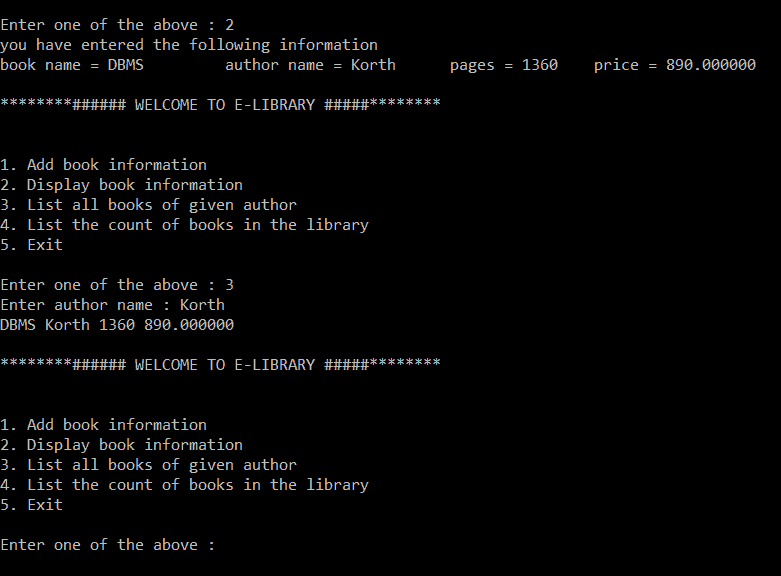 Enter one of the above : 2
you have entered the following information
book name = DBMS         author name = Korth      pages = 1360    price = 890.000000
********###### WELCOME TO E-LIBRARY #####********
1. Add book information
2. Display book information
3. List all books of given author
4. List the count of books in the library
5. Exit
Enter one of the above : 3
Enter author name : Korth
DBMS Korth 1360 890.000000
********###### WELCOME TO E-LIBRARY #####********
1. Add book information
2. Display book information
3. List all books of given author
4. List the count of books in the library
5. Exit
Enter one of the above :